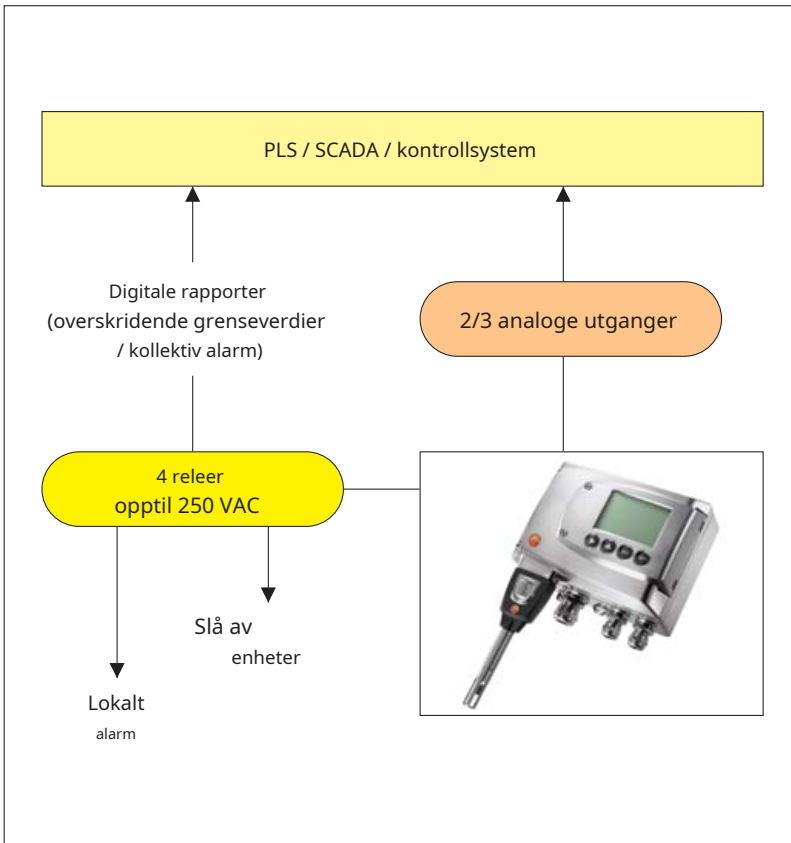 PLS / SCADA / kontrollsystem
Digitale rapporter
(overskridende grenseverdier
/ kollektiv alarm)
2/3 analoge utganger
4 releer
opptil 250 VAC
Slå av
enheter
Lokalt
alarm